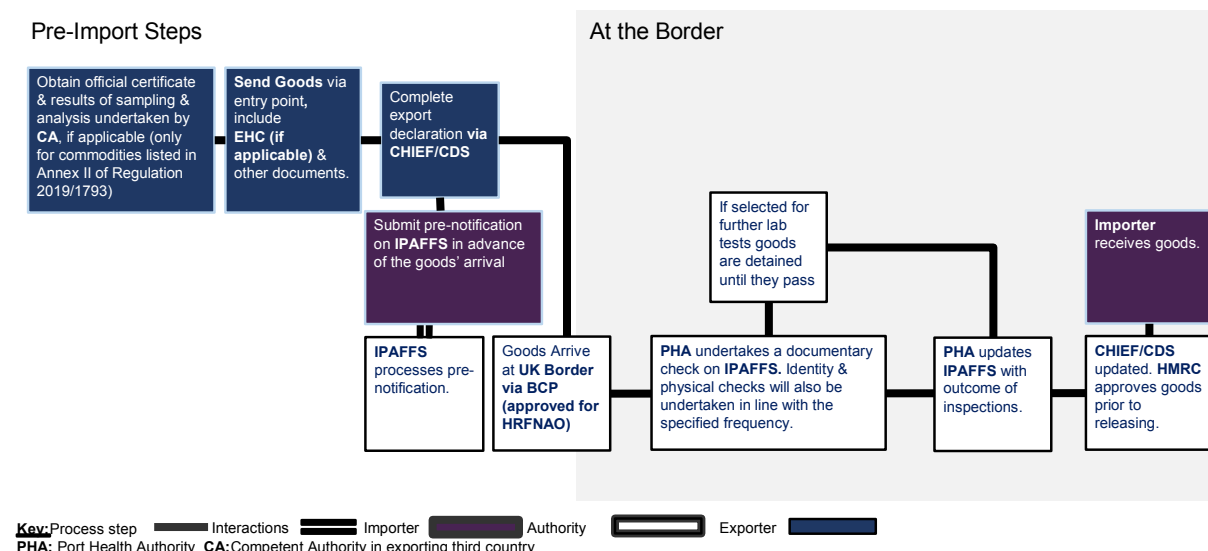 Pre-Import Steps
At the Border
Obtain official certificate
& results of sampling &
analysis undertaken by
CA, if applicable (only
for commodities listed in
Annex II of Regulation
2019/1793)
Send Goods via
entry point,
include
EHC (if
applicable) &
other documents.
Complete
export
declaration via
CHIEF/CDS
Submit pre-notification
on IPAFFS in advance
of the goods' arrival
IPAFFS
processes pre-
notification.
Goods Arrive
at UK Border
via BCP
(approved for
HRFNAO)
If selected for
further lab
tests goods
are detained
until they pass
PHA undertakes a documentary
check on IPAFFS. Identity &
physical checks will also be
undertaken in line with the
specified frequency.
PHA updates
IPAFFS with
outcome of
inspections.
Importer
receives goods.
CHIEF/CDS
updated. HMRC
approves goods
prior to
releasing.
Key:Process step Interactions Importer Authority Exporter
PHA: Port Health Authority CA:Competent Authority in exporting third country